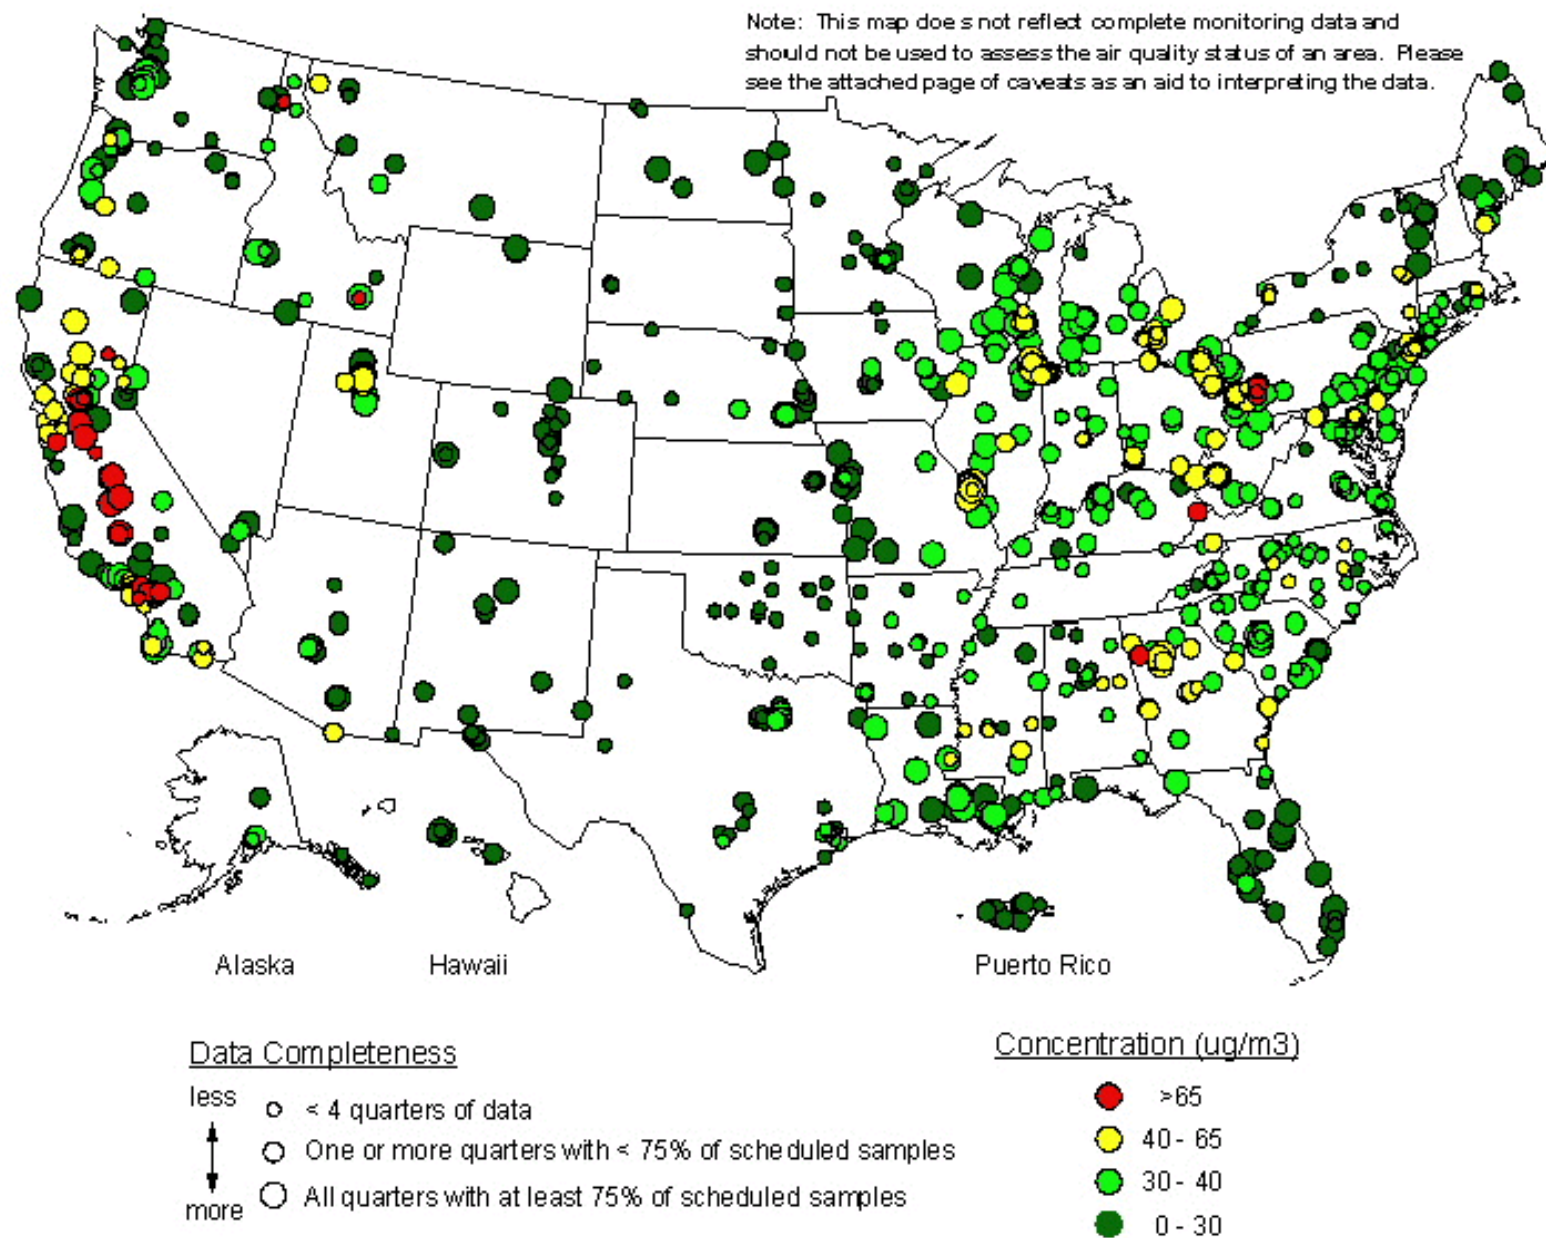 Note: This map does not reflect complete monitoring data and
should not be used to assess the air quality status of an area. Please
see the attached page of caveats as an aid to interpreting the data.
Alaska
Hawaii
Puerto Rico
Data Completeness
less
< 4 quarters of data
One or more quarters with < 75% of scheduled samples
All quarters with at least 75% of scheduled samples
more
Concentration (ug/m3)
>65
40 - 65
30 - 40
0 - 30